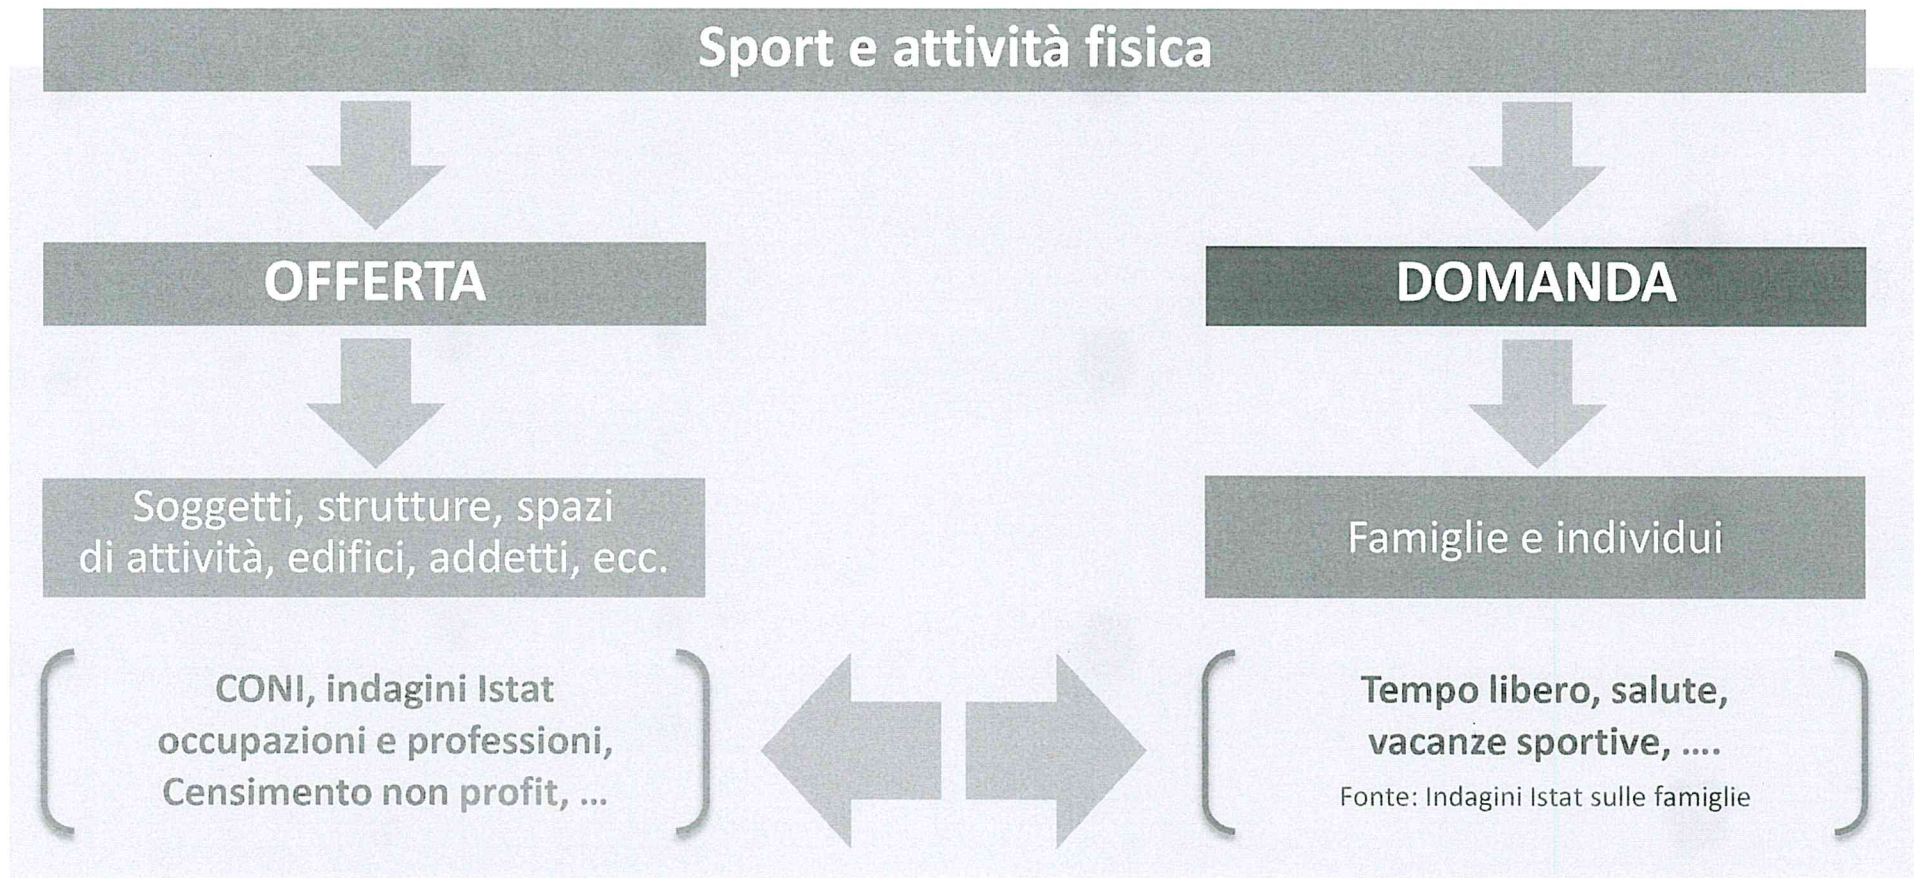 Sport e attività fisica
OFFERTA
DOMANDA
Soggetti, strutture, spazi
di attività, edifici, addetti, ecc.
Famiglie e individui
CONI, indagini Istat
occupazioni e professioni,
Censimento non profit, ...
Tempo libero, salute,
vacanze sportive, ....
Fonte: Indagini Istat sulle famiglie